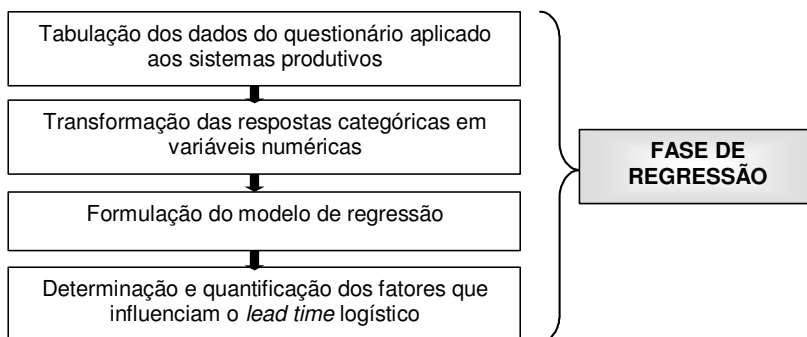 Tabulação dos dados do questionário aplicado
aos sistemas produtivos
Transformação das respostas categóricas em
variáveis numéricas
Formulação do modelo de regressão
Determinação e quantificação dos fatores que
influenciam o lead time logístico
FASE DE
REGRESSÃO